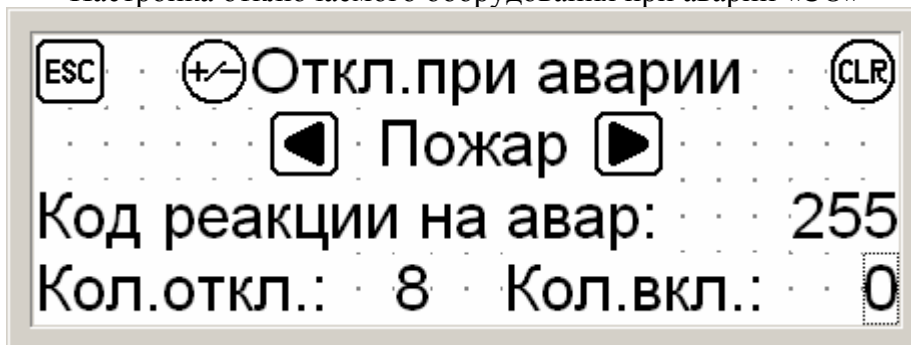 ESC +/- Откл.при аварии CLR
Пожар
Код реакции на авар: 255
Кол.откл.: 8 Кол.вкл.: 0